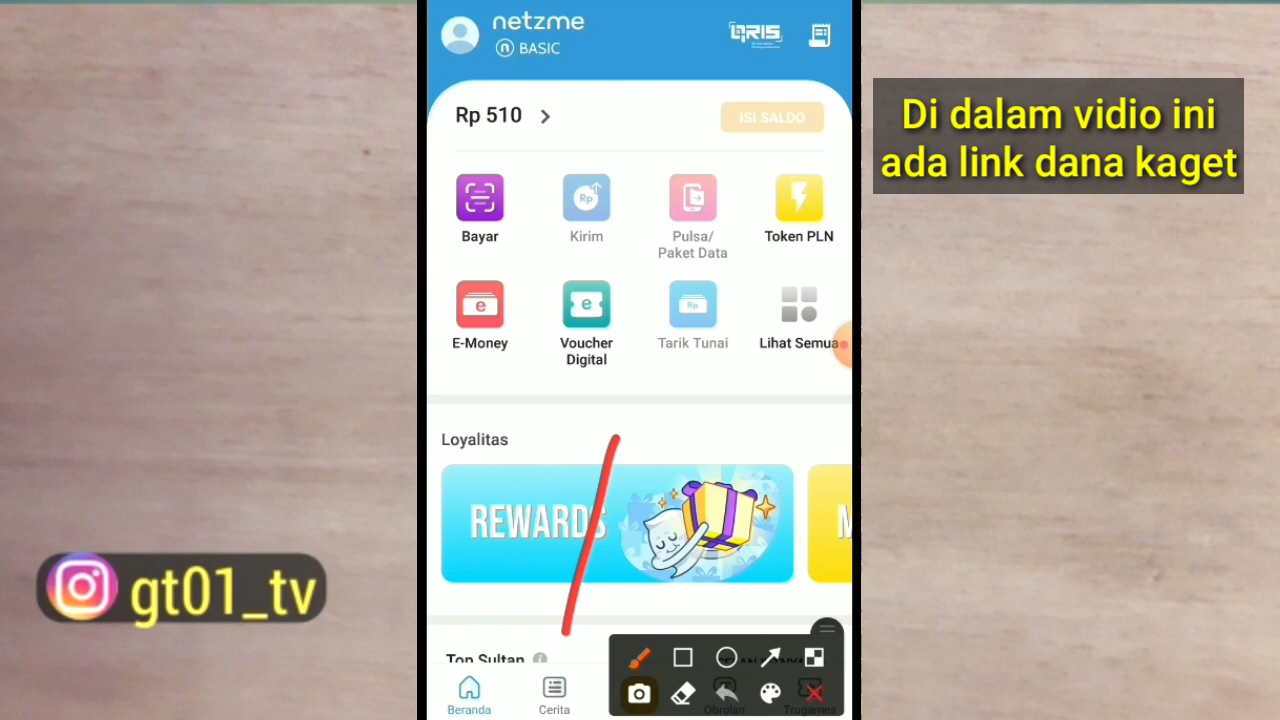 netzme
n BASIC
QRIS
Rp 510
ISI SALDO
Di dalam vidio ini
ada link dana kaget
Bayar
Kirim
Pulsa/
Paket Data
Token PLN
E-Money
Voucher
Digital
Tarik Tunai
Lihat Semua
Loyalitas
REWARDS
M
gt01_tv
Top Sultan
Beranda
Cerita
Obrolan